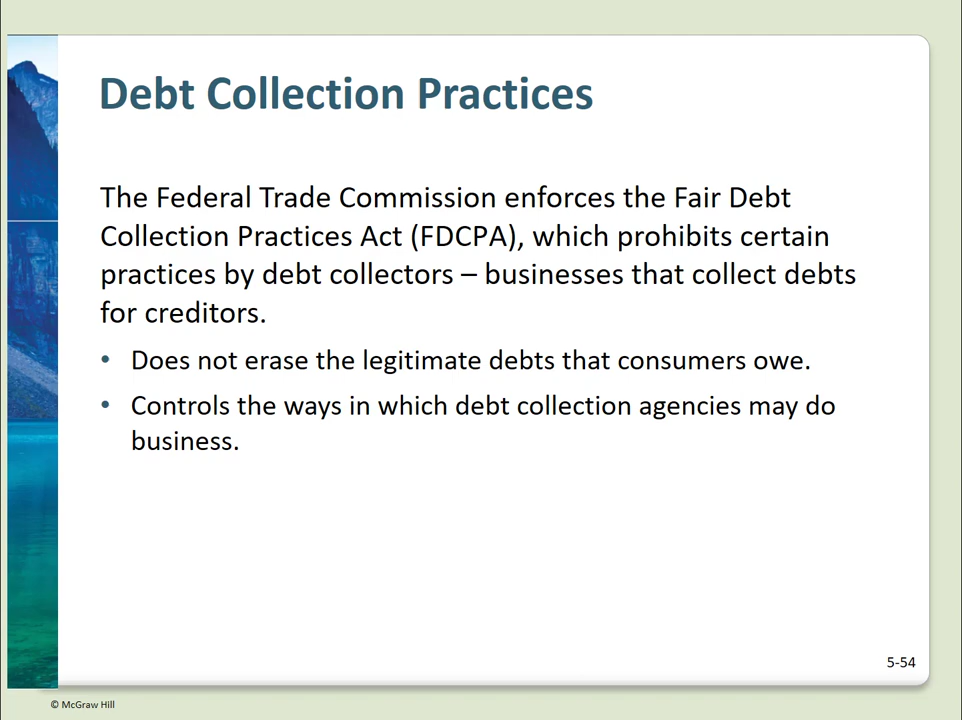 Debt Collection Practices
The Federal Trade Commission enforces the Fair Debt
Collection Practices Act (FDCPA), which prohibits certain
practices by debt collectors – businesses that collect debts
for creditors.
• Does not erase the legitimate debts that consumers owe.
• Controls the ways in which debt collection agencies may do
business.
5-54
© McGraw Hill